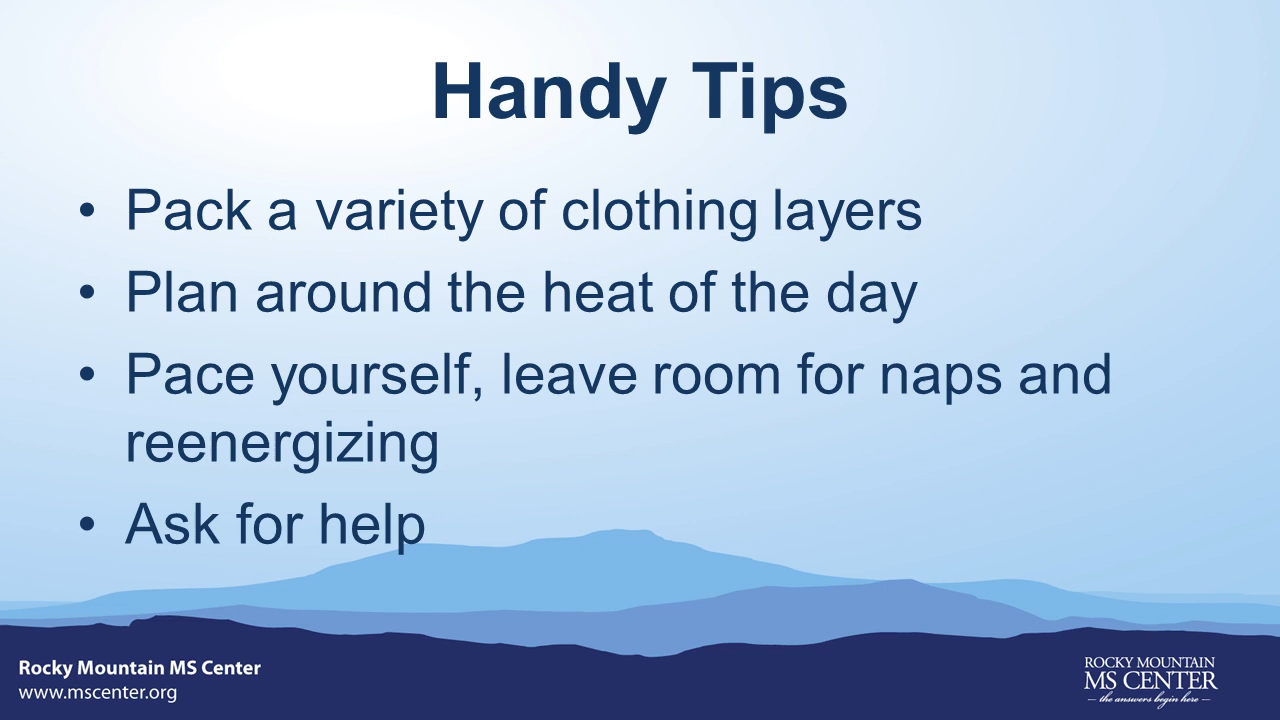 Handy Tips
• Pack a variety of clothing layers
• Plan around the heat of the day
• Pace yourself, leave room for naps and
reenergizing
• Ask for help
Rocky Mountain MS Center
www.mscenter.org
ROCKY MOUNTAIN
MS CENTER
— the answers begin here —